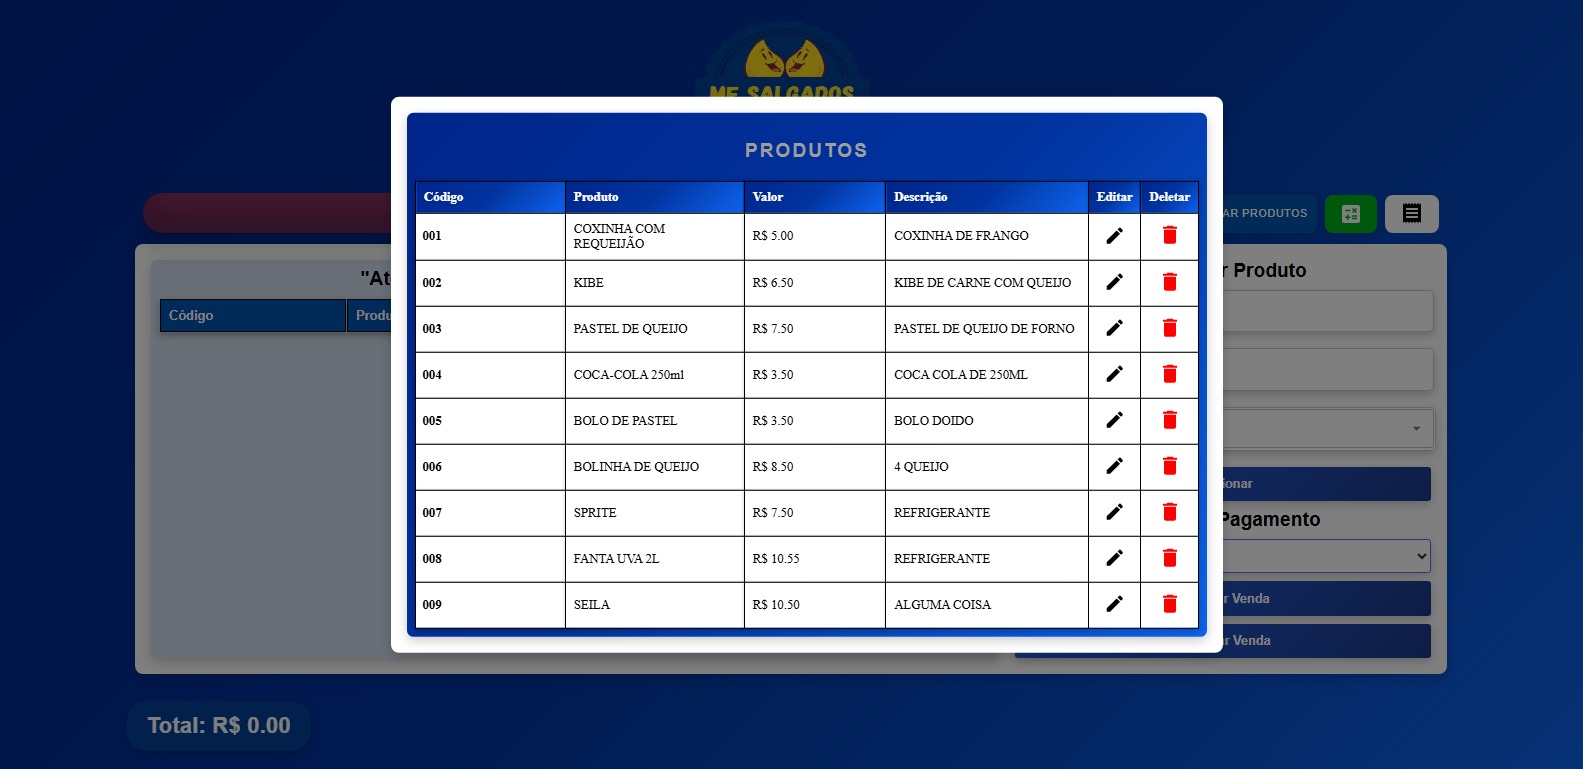 ME SALGADOS
AR PRODUTOS
PRODUTOS
Código Produto Valor Descrição Editar Deletar
001 COXINHA COM REQUEIJÃO R$ 5.00 COXINHA DE FRANGO
002 KIBE R$ 6.50 KIBE DE CARNE COM QUEIJO
003 PASTEL DE QUEIJO R$ 7.50 PASTEL DE QUEIJO DE FORNO
004 COCA-COLA 250ml R$ 3.50 COCA COLA DE 250ML
005 BOLO DE PASTEL R$ 3.50 BOLO DOIDO
006 BOLINHA DE QUEIJO R$ 8.50 4 QUEIJO
007 SPRITE R$ 7.50 REFRIGERANTE
008 FANTA UVA 2L R$ 10.55 REFRIGERANTE
009 SEILA R$ 10.50 ALGUMA COISA
"At
Código Produ
r Produto
ionar
Pagamento
r Venda
r Venda
Total: R$ 0.00